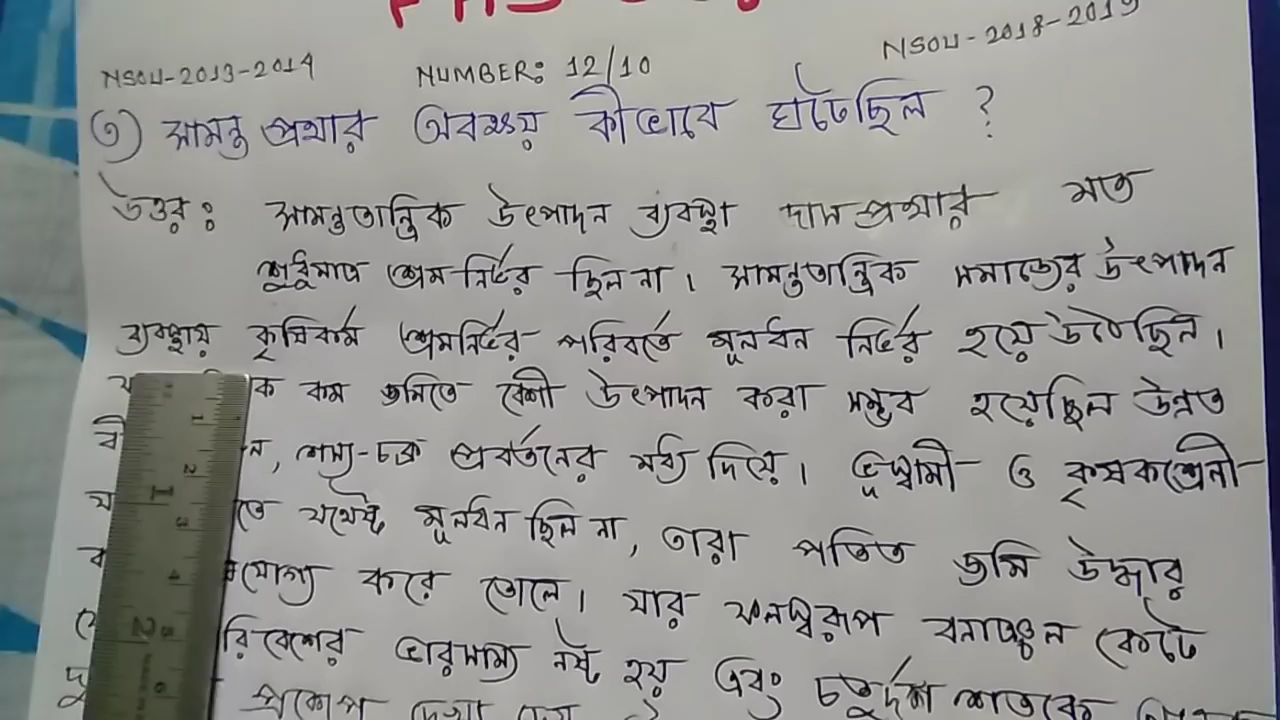 NSOU-2013-2014 NUMBER: 12/10 NSOU-2018-2019
৩) সামন্ত প্রথার অবক্ষয় কীভাবে ঘটেছিল ?
উত্তর: সামন্ততান্ত্রিক উৎপাদন ব্যবস্থা দাসপ্রথার মতো
শুধুমাত্র শ্রম-নির্ভর ছিল না। সামন্ততান্ত্রিক সমাজের উৎপাদন
ব্যবস্থায় কৃষিকর্ম শ্রমনির্ভর পরিবর্তে মূলধন নির্ভর হয়ে উঠেছিল।
কম জমিতে বেশী উৎপাদন করা সম্ভব হয়েছিল উন্নত
শস্য-চক্র প্রবর্তনের মধ্য দিয়ে। ভূস্বামী ও কৃষকশ্রেনী
যথেষ্ট মূলধন ছিল না, তারা পতিত জমি উদ্ধার
করে তোলে। যার ফলস্বরূপ বনাঞ্চল কেটে
ভারসাম্য নষ্ট হয় এবং চতুর্দশ শতকে
প্রকোপ দেখা দেয়